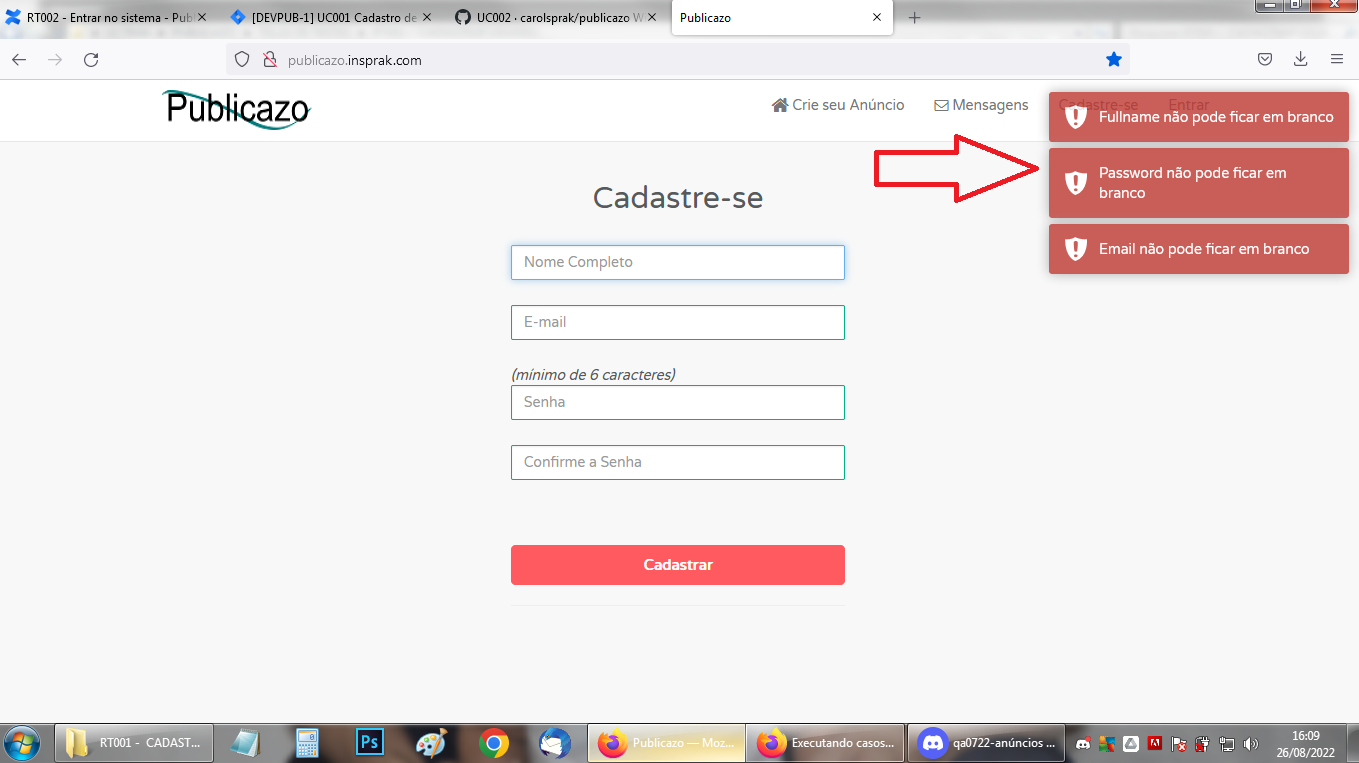 RT002 - Entrar no sistema - Pub
[DEVPUB-1] UC001 Cadastro de
UC002 · carolsprak/publicazo W
Publicazo
publicazo.insprak.com
Publicazo
Crie seu Anúncio
Mensagens
Cadastre-se
Entrar
Fullname não pode ficar em branco
Password não pode ficar em
branco
Email não pode ficar em branco
Cadastre-se
Nome Completo
E-mail
(mínimo de 6 caracteres)
Senha
Confirme a Senha
Cadastrar
RT001 - CADAST...
Ps
Publicazo — Moz...
Executando casos...
qa0722-anúncios ...
16:09
26/08/2022